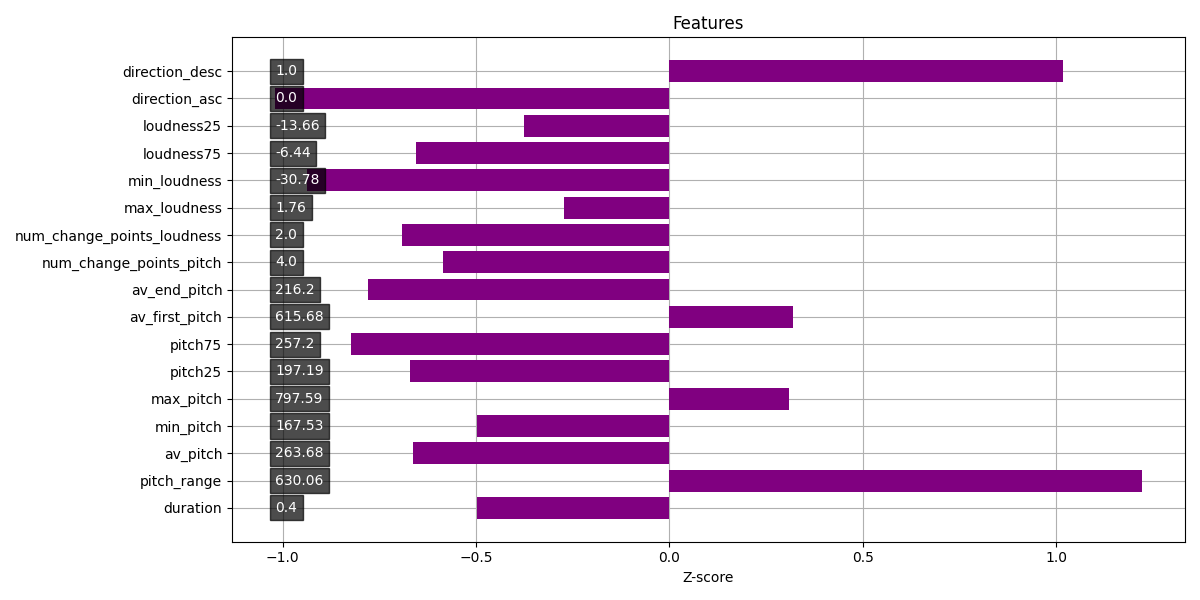 Features
direction_desc 1.0
direction_asc 0.0
loudness25 -13.66
loudness75 -6.44
min_loudness -30.78
max_loudness 1.76
num_change_points_loudness 2.0
num_change_points_pitch 4.0
av_end_pitch 216.2
av_first_pitch 615.68
pitch75 257.2
pitch25 197.19
max_pitch 797.59
min_pitch 167.53
av_pitch 263.68
pitch_range 630.06
duration 0.4
−1.0 −0.5 0.0 0.5 1.0
Z-score